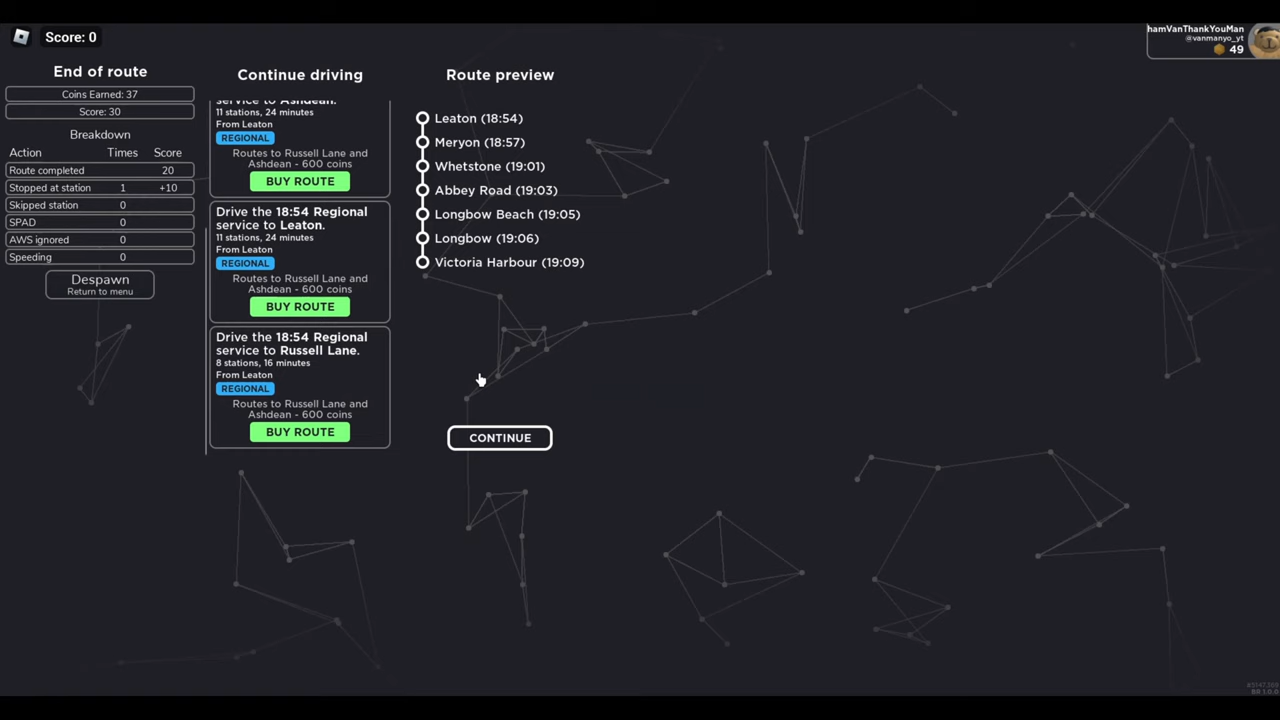 Score: 0
hamVanThankYouMan
@vanmanyo_yt
49
End of route
Coins Earned: 37
Score: 30
Breakdown
Action Times Score
Route completed 20
Stopped at station 1 +10
Skipped station 0
SPAD 0
AWS ignored 0
Speeding 0
Despawn
Return to menu
Continue driving
service to Ashdean.
11 stations, 24 minutes
From Leaton
REGIONAL
Routes to Russell Lane and
Ashdean - 600 coins
BUY ROUTE
Drive the 18:54 Regional
service to Leaton.
11 stations, 24 minutes
From Leaton
REGIONAL
Routes to Russell Lane and
Ashdean - 600 coins
BUY ROUTE
Drive the 18:54 Regional
service to Russell Lane.
8 stations, 16 minutes
From Leaton
REGIONAL
Routes to Russell Lane and
Ashdean - 600 coins
BUY ROUTE
Route preview
Leaton (18:54)
Meryon (18:57)
Whetstone (19:01)
Abbey Road (19:03)
Longbow Beach (19:05)
Longbow (19:06)
Victoria Harbour (19:09)
CONTINUE